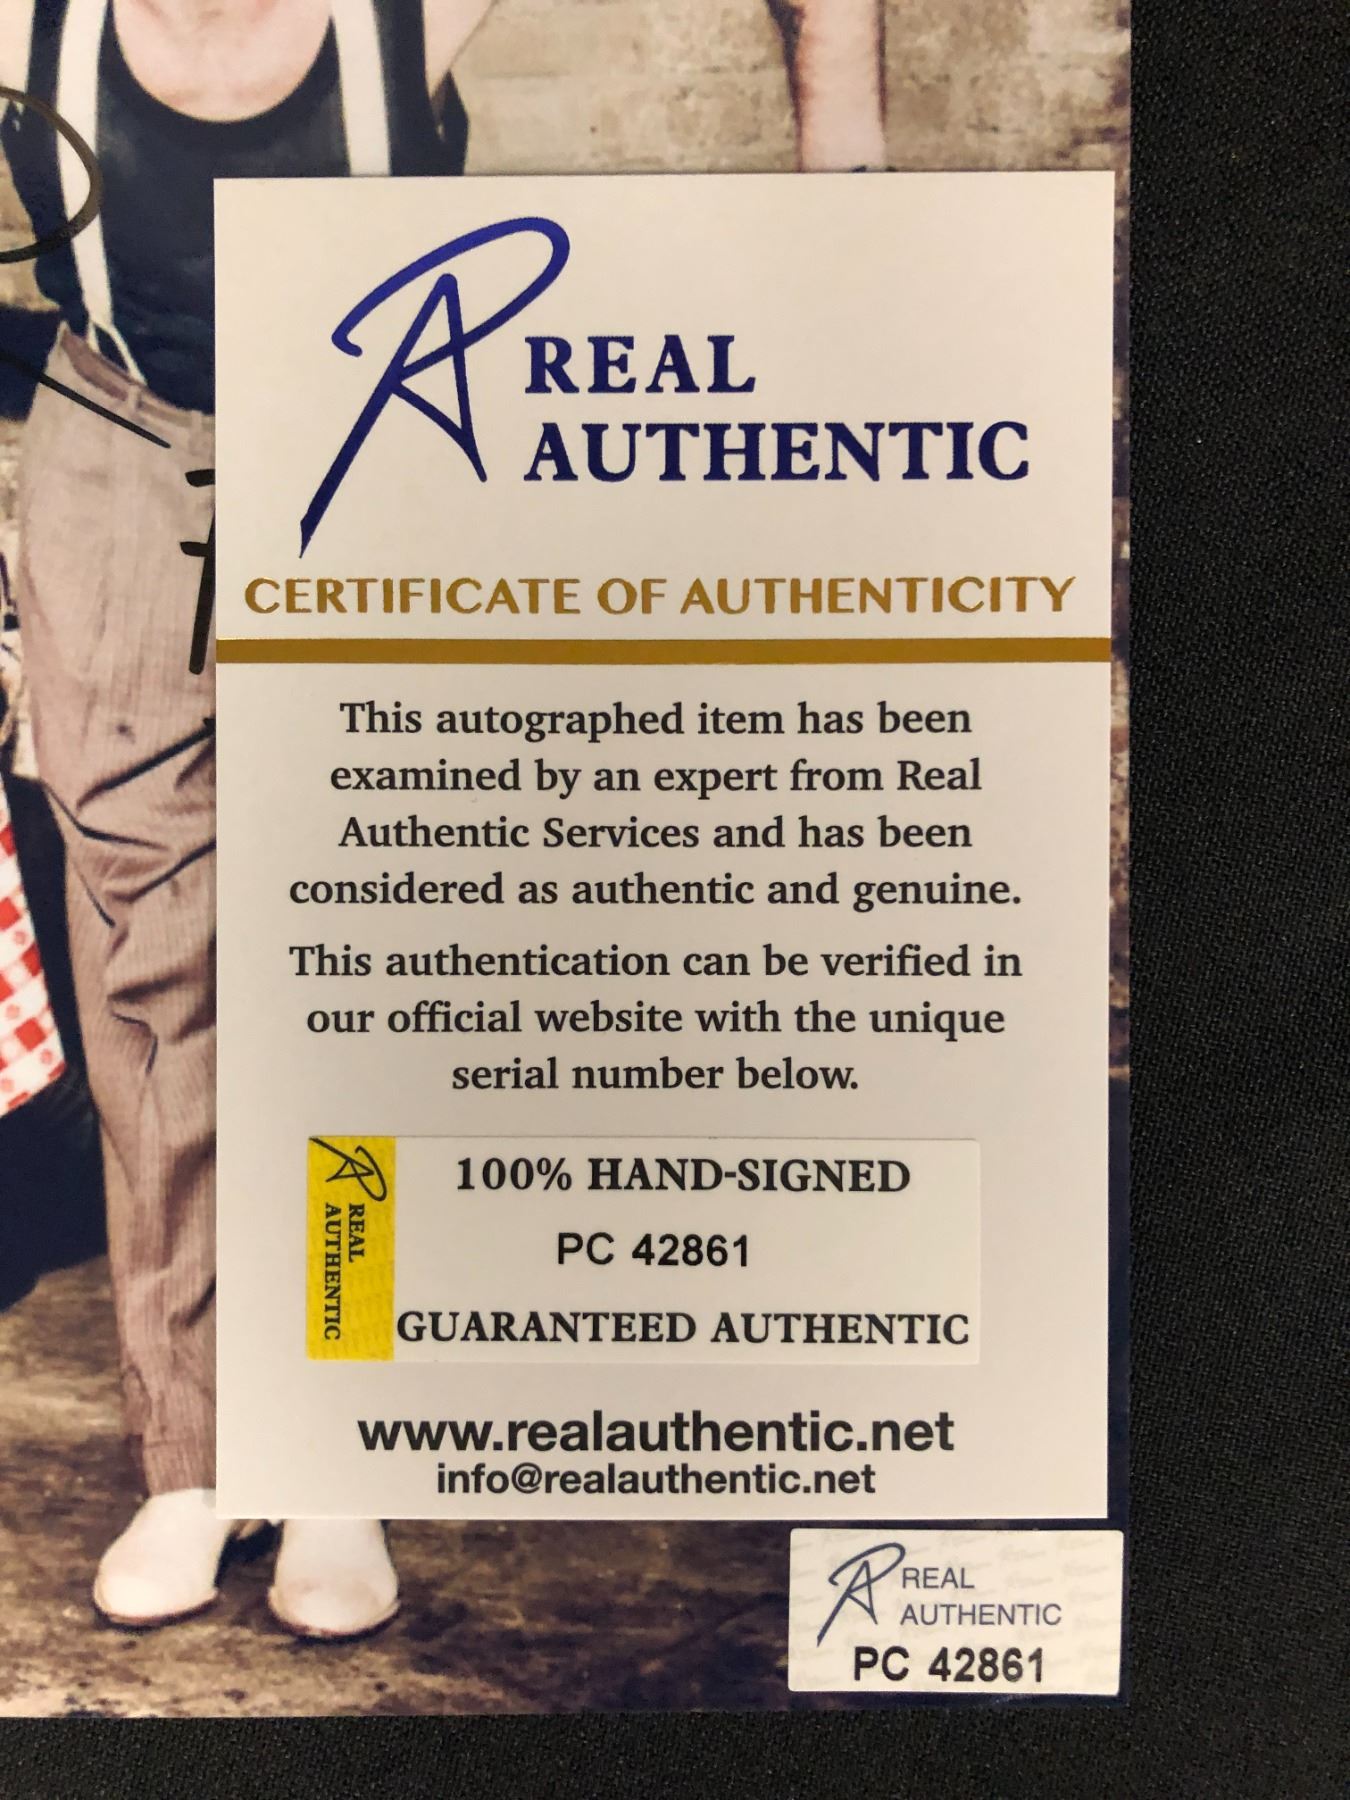 REAL
AUTHENTIC
CERTIFICATE OF AUTHENTICITY
This autographed item has been
examined by an expert from Real
Authentic Services and has been
considered as authentic and genuine.
This authentication can be verified in
our official website with the unique
serial number below.
REAL
AUTHENTIC
100% HAND-SIGNED
PC 42861
GUARANTEED AUTHENTIC
www.realauthentic.net
info@realauthentic.net
REAL
AUTHENTIC
PC 42861